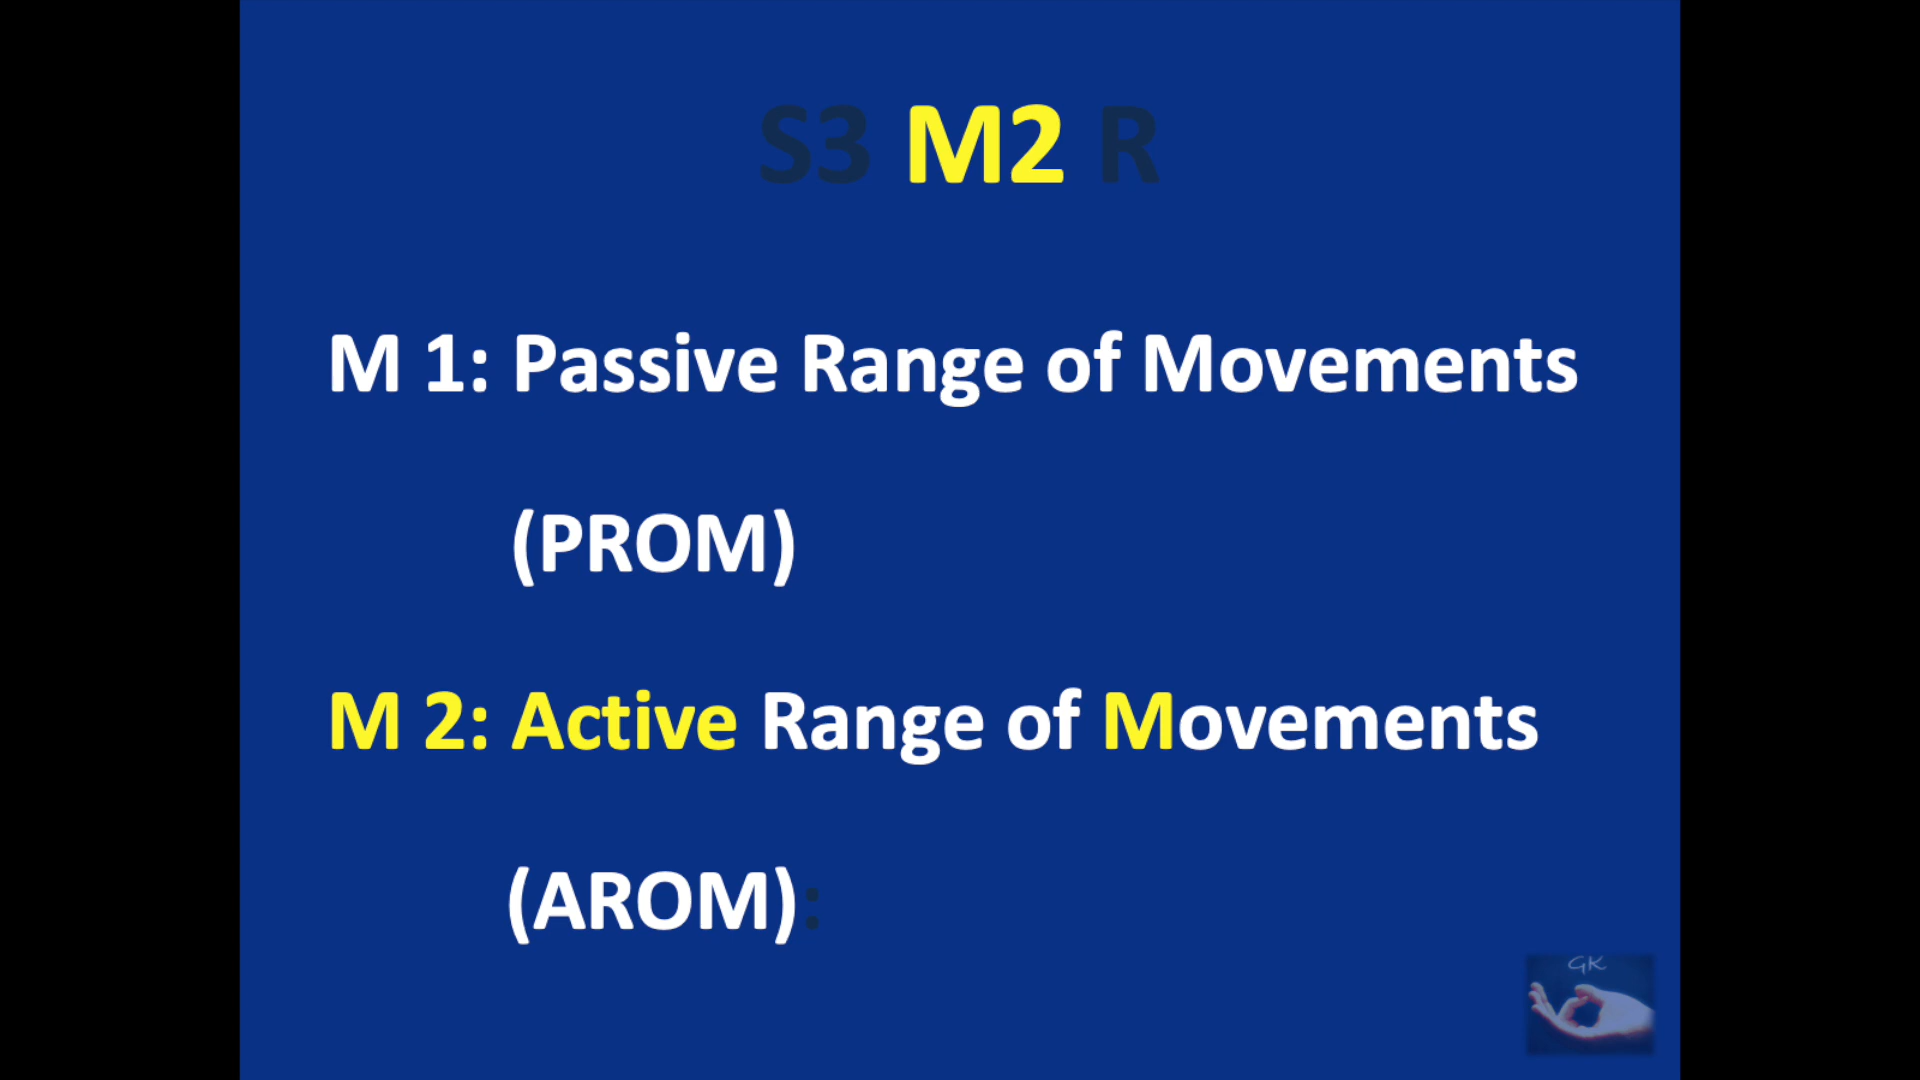 S3 M2 R
M 1: Passive Range of Movements
(PROM)
M 2: Active Range of Movements
(AROM):
GK